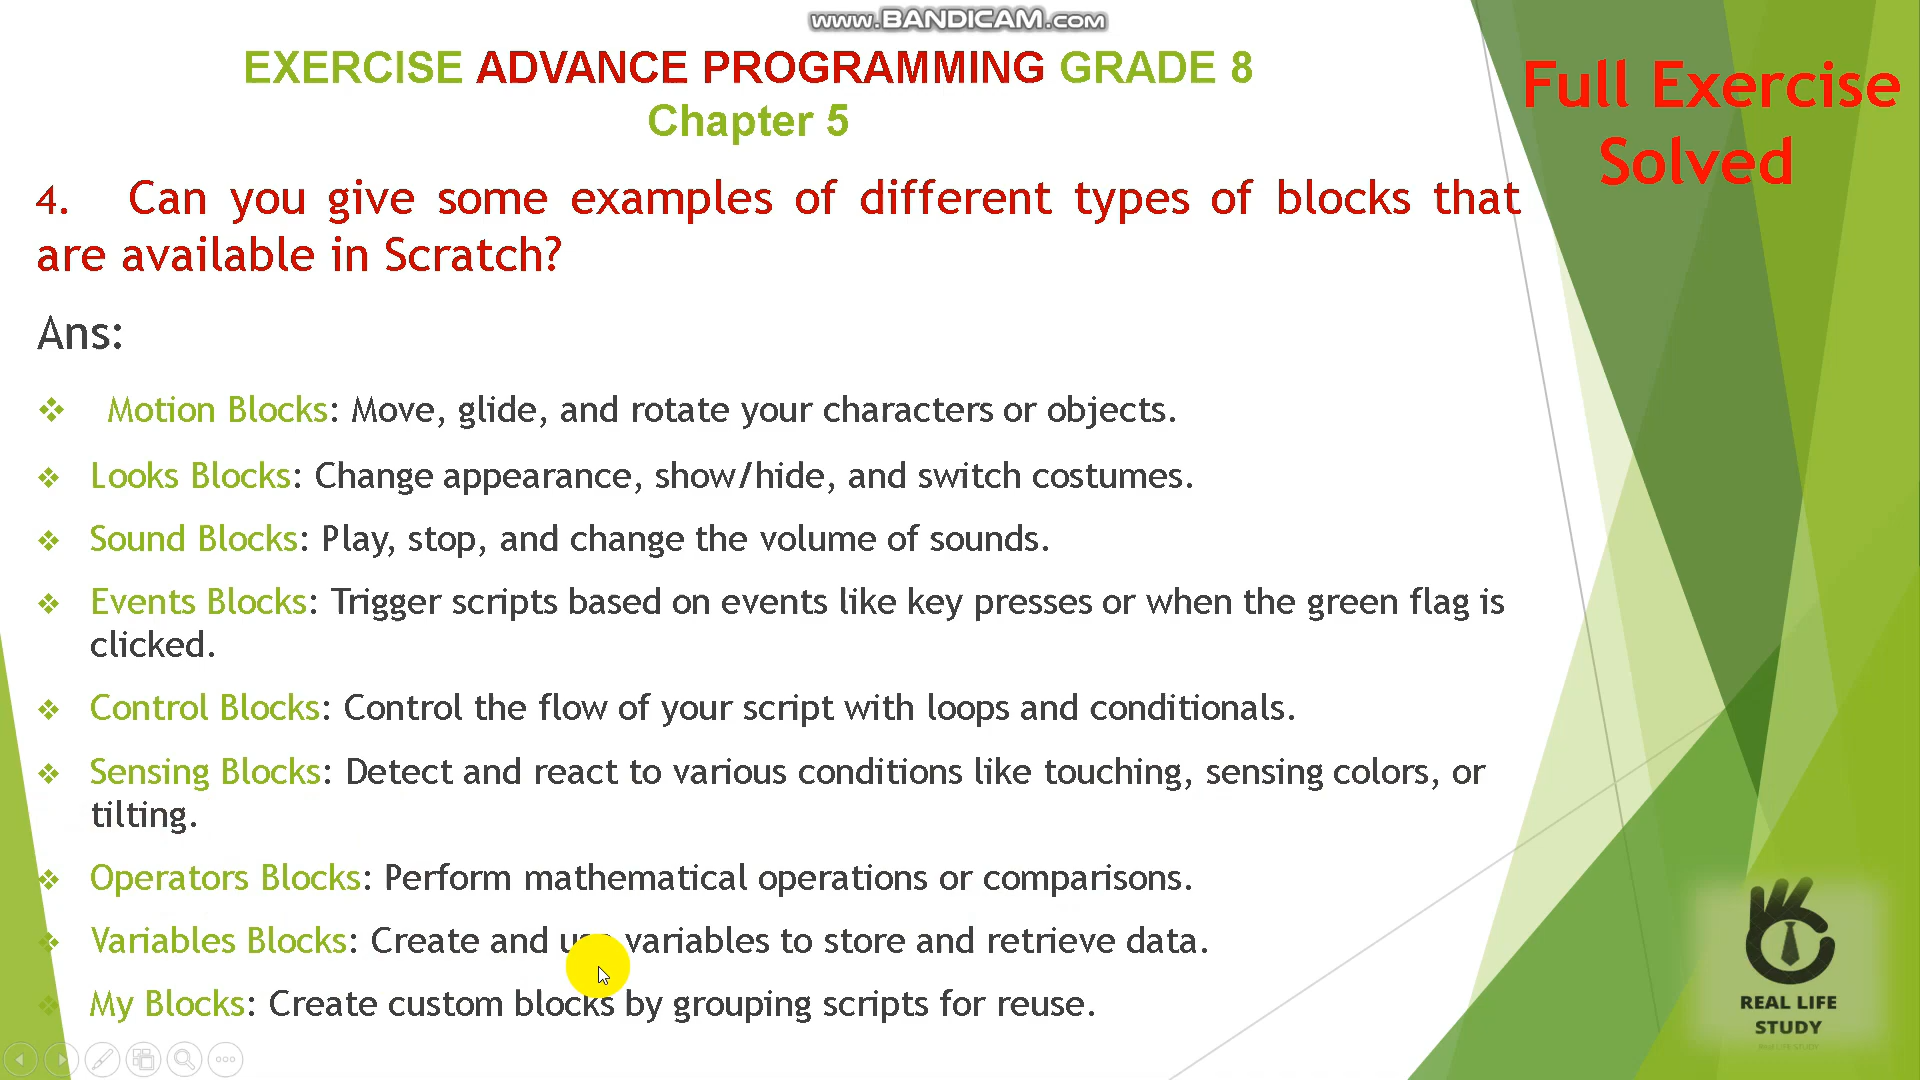 www.BANDICAM.com
EXERCISE ADVANCE PROGRAMMING GRADE 8
Chapter 5
Full Exercise
Solved
4. Can you give some examples of different types of blocks that
are available in Scratch?
Ans:
Motion Blocks: Move, glide, and rotate your characters or objects.
Looks Blocks: Change appearance, show/hide, and switch costumes.
Sound Blocks: Play, stop, and change the volume of sounds.
Events Blocks: Trigger scripts based on events like key presses or when the green flag is
clicked.
Control Blocks: Control the flow of your script with loops and conditionals.
Sensing Blocks: Detect and react to various conditions like touching, sensing colors, or
tilting.
Operators Blocks: Perform mathematical operations or comparisons.
Variables Blocks: Create and use variables to store and retrieve data.
My Blocks: Create custom blocks by grouping scripts for reuse.
REAL LIFE
STUDY
Real LIFE STUDY